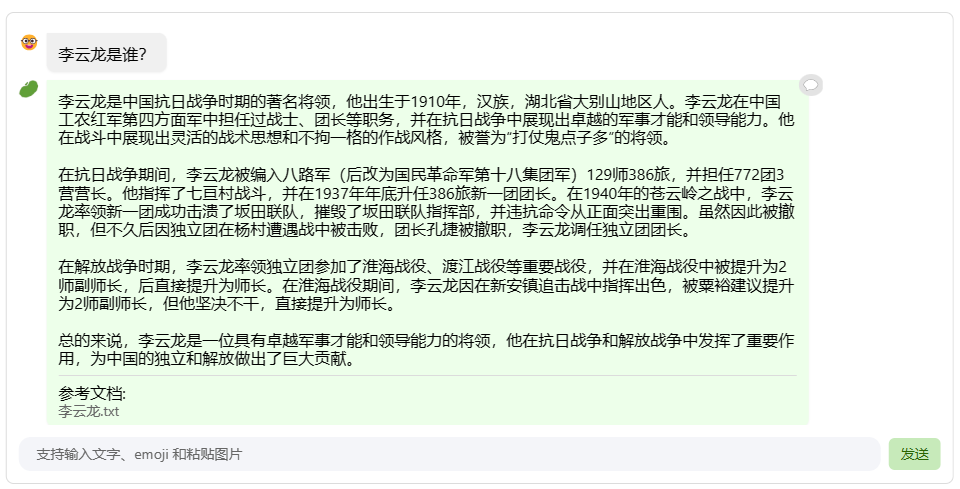 李云龙是谁？
李云龙是中国抗日战争时期的著名将领，他出生于1910年，汉族，湖北省大别山地区人。李云龙在中国
工农红军第四方面军中担任过战士、团长等职务，并在抗日战争中展现出卓越的军事才能和领导能力。他
在战斗中展现出灵活的战术思想和不拘一格的作战风格，被誉为"打仗鬼点子多"的将领。
在抗日战争期间，李云龙被编入八路军（后改为国民革命军第十八集团军）129师386旅，并担任772团3
营营长。他指挥了七亘村战斗，并在1937年年底升任386旅新一团团长。在1940年的苍云岭之战中，李云
龙率领新一团成功击溃了坂田联队，摧毁了坂田联队指挥部，并违抗命令从正面突出重围。虽然因此被撤
职，但不久后因独立团在杨村遭遇战中被击败，团长孔捷被撤职，李云龙调任独立团团长。
在解放战争时期，李云龙率领独立团参加了淮海战役、渡江战役等重要战役，并在淮海战役中被提升为2
师副师长，后直接提升为师长。在淮海战役期间，李云龙因在新安镇追击战中指挥出色，被粟裕建议提升
为2师副师长，但他坚决不干，直接提升为师长。
总的来说，李云龙是一位具有卓越军事才能和领导能力的将领，他在抗日战争和解放战争中发挥了重要作
用，为中国的独立和解放做出了巨大贡献。
参考文档:
李云龙.txt
支持输入文字、emoji 和粘贴图片
发送